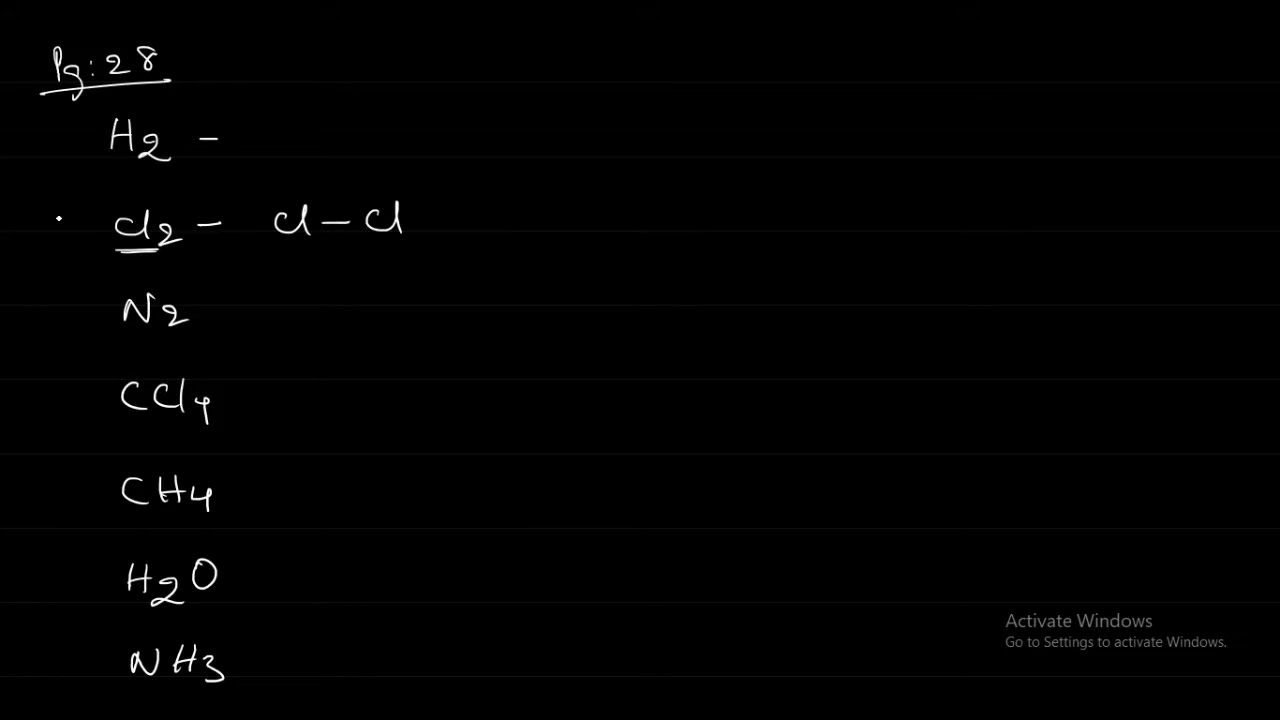 Pg: 28
H2 -
Cl2 - Cl - Cl
N2
CCl4
CH4
H2O
NH3
Activate Windows
Go to Settings to activate Windows.